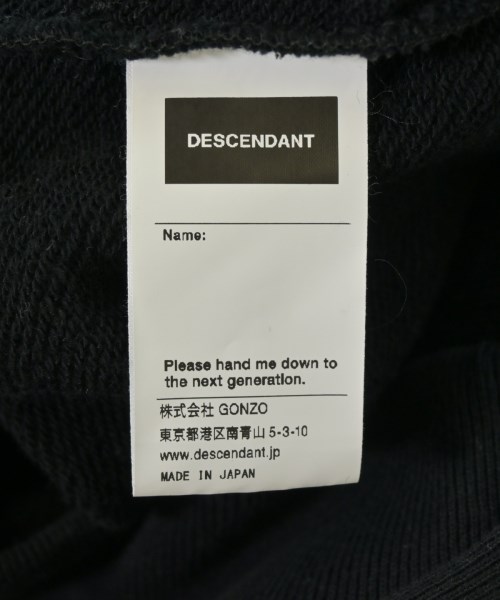 DESCENDANT
Name:
Please hand me down to
the next generation.
株式会社 GONZO
東京都港区南青山 5-3-10
www.descendant.jp
MADE IN JAPAN